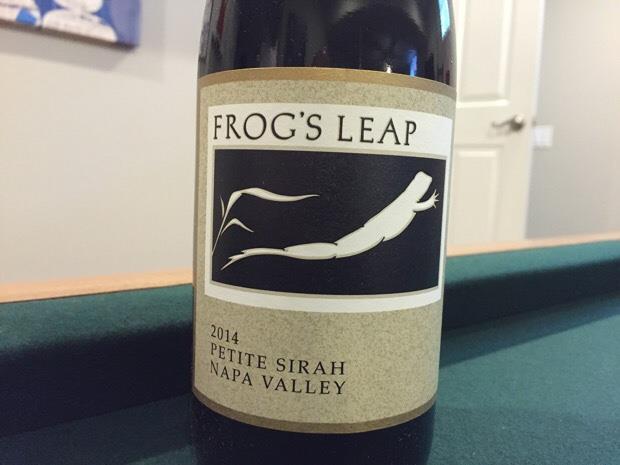 FROG'S LEAP
2014
PETITE SIRAH
NAPA VALLEY